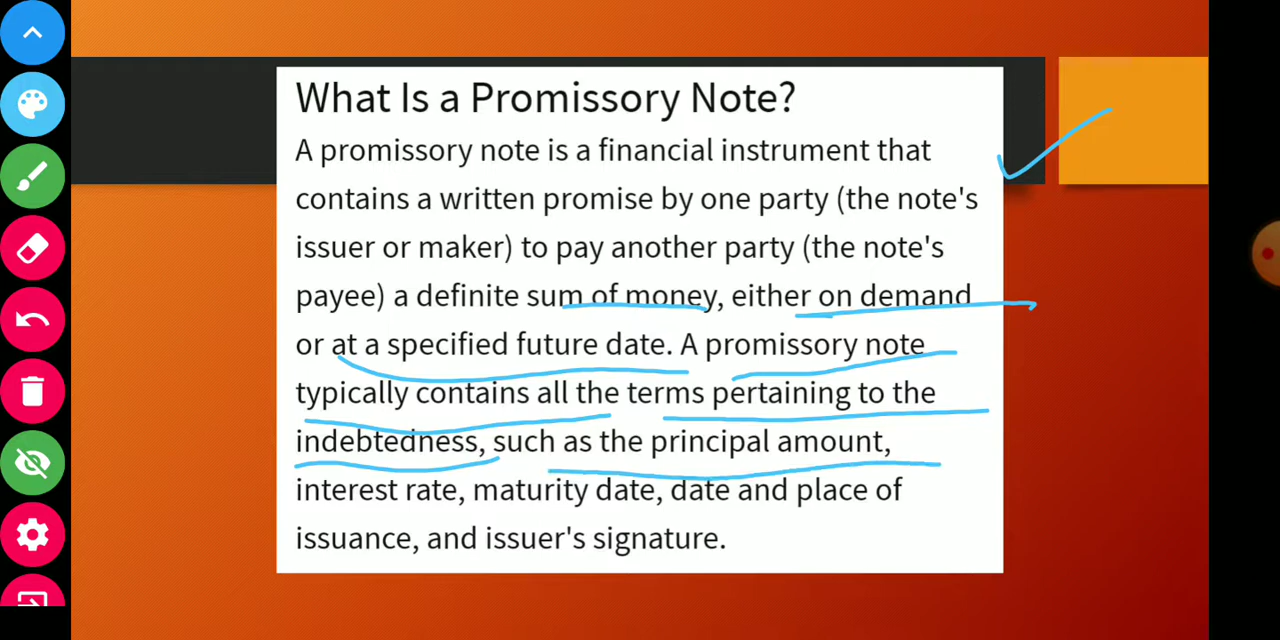 What Is a Promissory Note?
A promissory note is a financial instrument that
contains a written promise by one party (the note's
issuer or maker) to pay another party (the note's
payee) a definite sum of money, either on demand
or at a specified future date. A promissory note
typically contains all the terms pertaining to the
indebtedness, such as the principal amount,
interest rate, maturity date, date and place of
issuance, and issuer's signature.